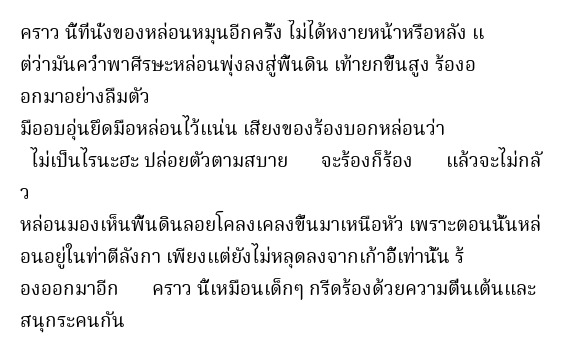 คราว นี้ที่นั่งของหล่อนหมุนอีกครั้ง ไม่ได้หงายหน้าหรือหลัง แ
ต่ว่ามันคว่ำพาศีรษะหล่อนพุ่งลงสู่พื้นดิน เท้ายกขึ้นสูง ร้องอ
อกมาอย่างลืมตัว
มือออบอุ่นยึดมือหล่อนไว้แน่น เสียงของร้องบอกหล่อนว่า
ไม่เป็นไรนะฮะ ปล่อยตัวตามสบาย จะร้องก็ร้อง แล้วจะไม่กลั
ว
หล่อนมองเห็นพื้นดินลอยโคลงเคลงขึ้นมาเหนือหัว เพราะตอนนั้นหล่
อนอยู่ในท่าตีลังกา เพียงแต่ยังไม่หลุดลงจากเก้าอี้เท่านั้น ร้
องออกมาอีก คราว นี้เหมือนเด็กๆ กรีดร้องด้วยความตื่นเต้นและ
สนุกระคนกัน